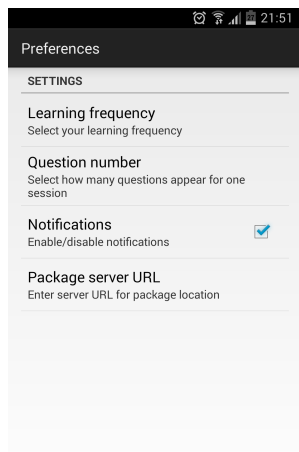 21:51
Preferences
SETTINGS
Learning frequency
Select your learning frequency
Question number
Select how many questions appear for one
session
Notifications
Enable/disable notifications
Package server URL
Enter server URL for package location